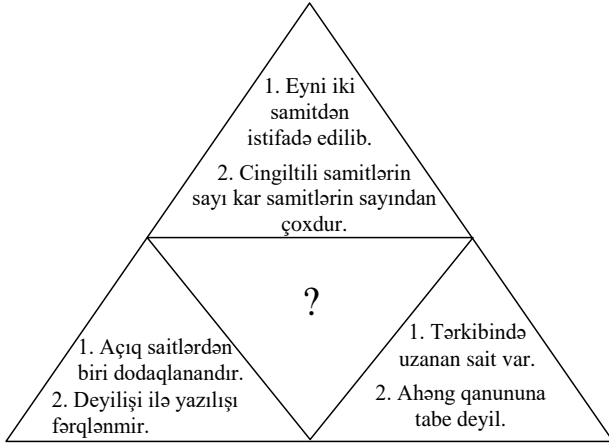 1. Eyni iki
samitdən
istifadə edilib.
2. Cingiltili samitlərin
sayı kar samitlərin sayından
çoxdur.
?
1. Açıq saitlərdən
biri dodaqlanandır.
2. Deyilişi ilə yazılışı
fərqlənmir.
1. Tərkibində
uzanan sait var.
2. Ahəng qanununa
tabe deyil.